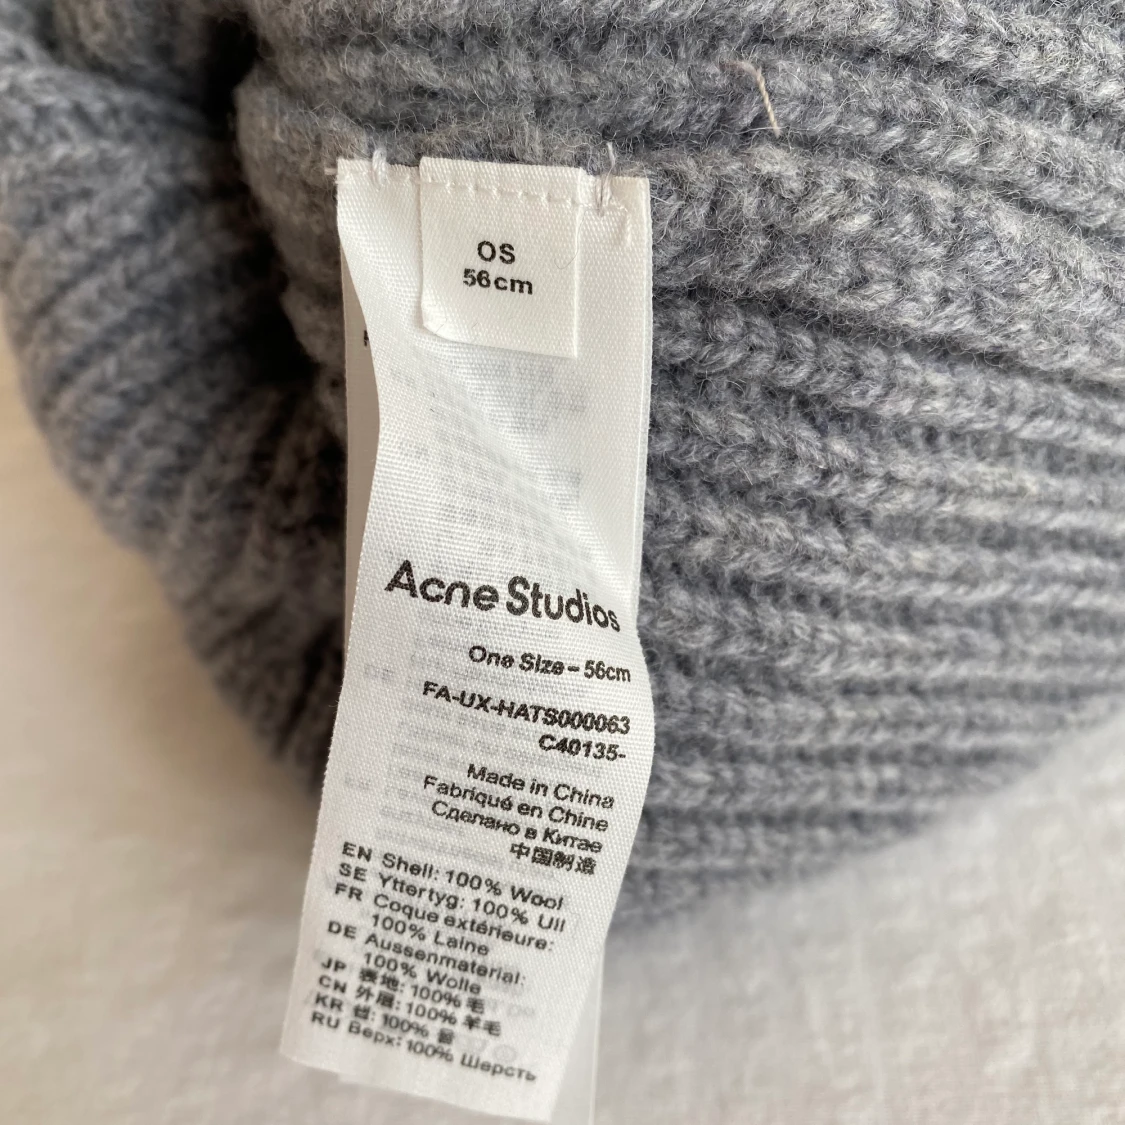 OS
56cm
Acne Studios
One Size – 56cm
FA-UX-HATS000063
C40135-
Made in China
Fabriqué en Chine
Сделано в Китае
中国制造
EN Shell: 100% Wool
SE Yttertyg: 100% Ull
FR Coque extérieure:
100% Laine
DE Aussenmaterial:
100% Wolle
JP 表地: 100% 毛
CN 外层: 100% 羊毛
KR 쉘: 100% 울
RU Верх: 100% Шерсть